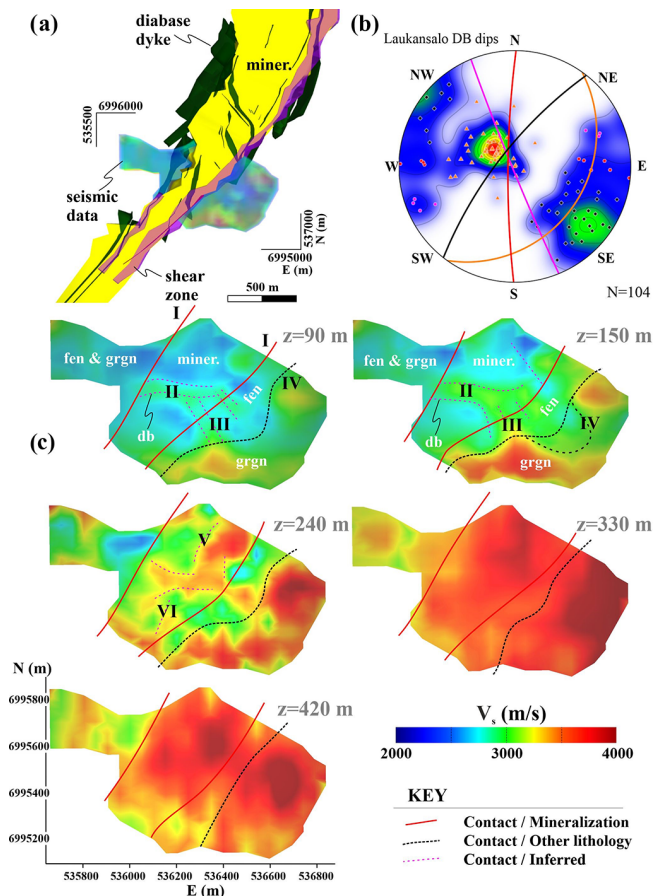 (a)
diabase
dyke
miner.
6996000
535500
seismic
data
537000
N (m)
6995000
E (m)
shear
zone
500 m
(b)
Laukansalo DB dips
N
NW
NE
W
E
SW
SE
S
N=104
I
I
z=90 m
fen & grgn
miner.
II
fen
IV
III
db
grgn
z=150 m
fen & grgn
miner.
II
fen
IV
III
db
grgn
(c)
z=240 m
V
VI
z=330 m
N (m)
z=420 m
6995800
6995600
6995400
6995200
535800
536000
536200
536400
536600
536800
E (m)
Vs (m/s)
2000
3000
4000
KEY
Contact / Mineralization
Contact / Other lithology
Contact / Inferred